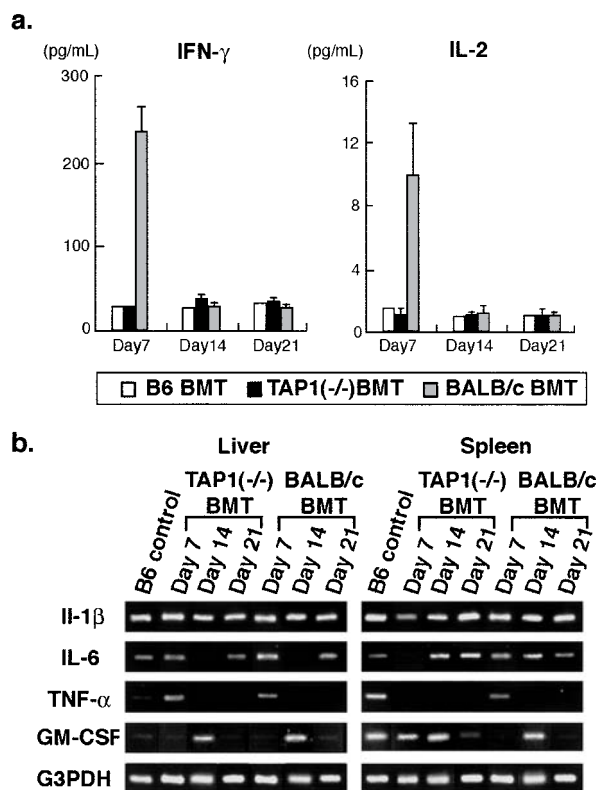 a.
(pg/mL) IFN-γ (pg/mL) IL-2
300
200
100
0
Day7 Day14 Day21
16
12
8
4
0
Day7 Day14 Day21
B6 BMT TAP1(-/-)BMT BALB/c BMT
b.
Liver Spleen
TAP1(-/-) BMT BALB/c BMT TAP1(-/-) BMT BALB/c BMT
B6 control Day 7 Day 14 Day 21 Day 7 Day 14 Day 21
B6 control Day 7 Day 14 Day 21 Day 7 Day 14 Day 21
Il-1β
IL-6
TNF-α
GM-CSF
G3PDH